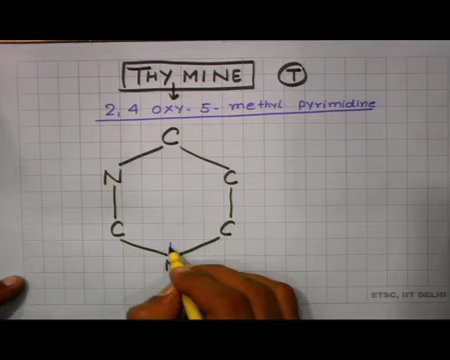 THYMINE T
2,4 oxy-5-methyl pyrimidine
C
N C
C C
N
ETSC, IIT DELHI